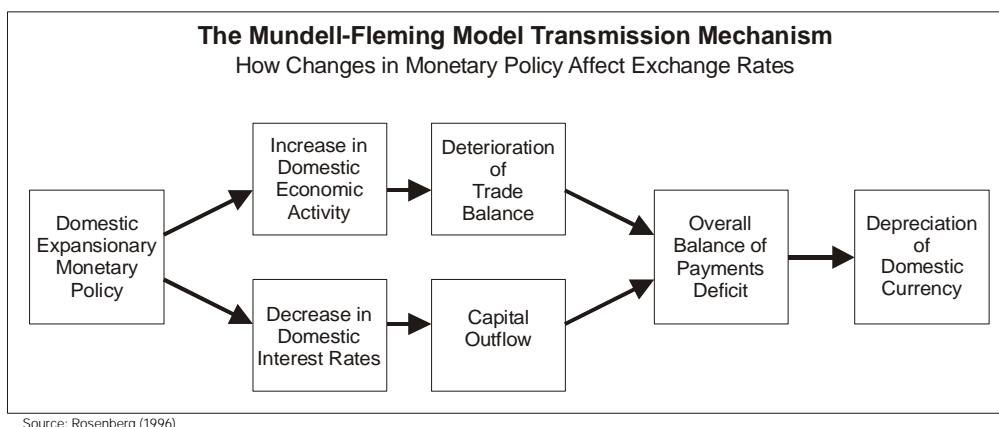 The Mundell-Fleming Model Transmission Mechanism
How Changes in Monetary Policy Affect Exchange Rates
Domestic
Expansionary
Monetary
Policy
Increase in
Domestic
Economic
Activity
Deterioration
of
Trade
Balance
Decrease in
Domestic
Interest Rates
Capital
Outflow
Overall
Balance of
Payments
Deficit
Depreciation
of
Domestic
Currency
Source: Rosenberg (1996)